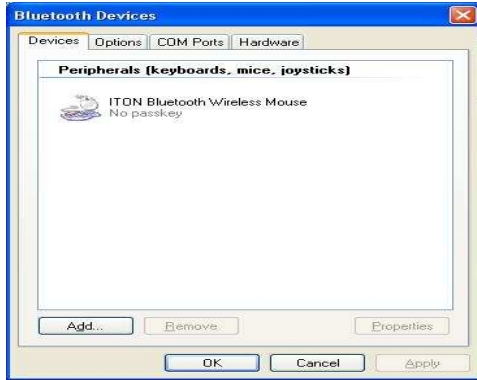 Bluetooth Devices
Devices Options COM Ports Hardware
Peripherals (keyboards, mice, joysticks)
ITON Bluetooth Wireless Mouse
No passkey
Add... Remove Properties
OK Cancel Apply